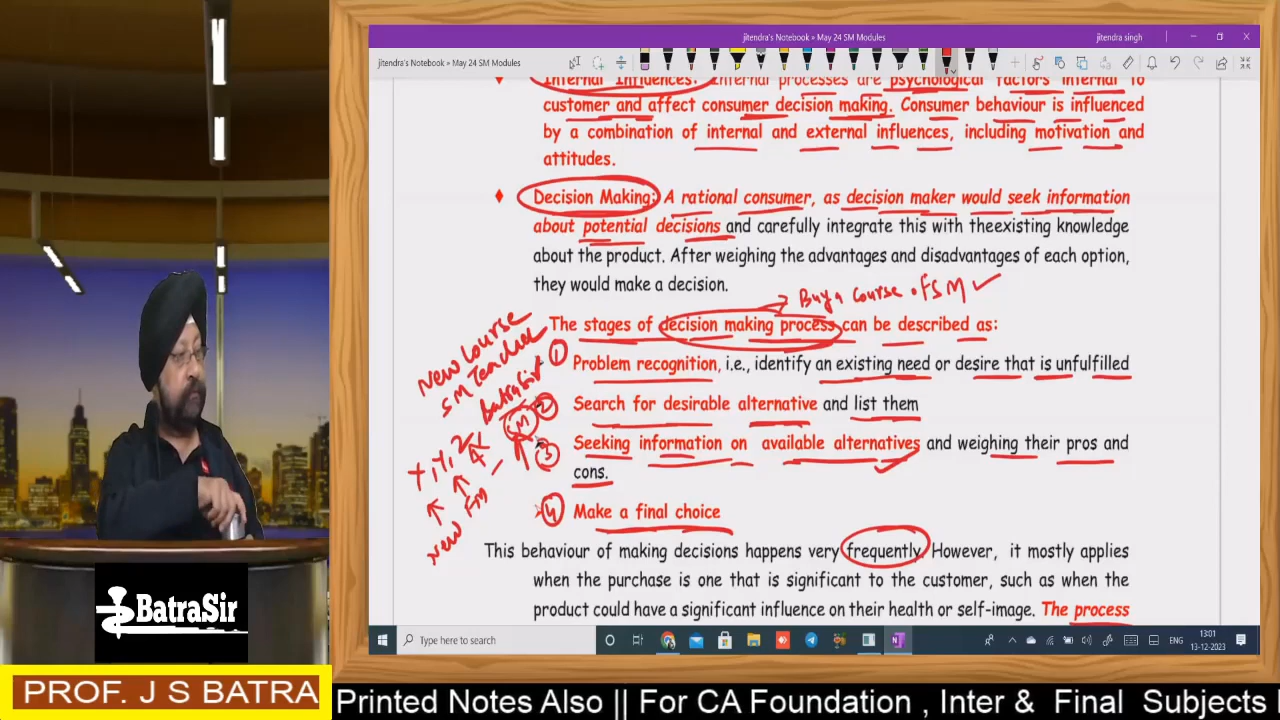 jitendra's Notebook » May 24 SM Modules
jitendra singh
jitendra's Notebook » May 24 SM Modules
Internal Influences: Internal processes are psychological factors internal to
customer and affect consumer decision making. Consumer behaviour is influenced
by a combination of internal and external influences, including motivation and
attitudes.
Decision Making: A rational consumer, as decision maker would seek information
about potential decisions and carefully integrate this with theexisting knowledge
about the product. After weighing the advantages and disadvantages of each option,
they would make a decision.
Buy a Course . FSM ✓
The stages of decision making process can be described as:
New Course
SM Teacher
Batra Sir
1 Problem recognition, i.e., identify an existing need or desire that is unfulfilled
2 Search for desirable alternative and list them
M
3 Seeking information on available alternatives and weighing their pros and
cons.
X, Y, Z
New FM
4 Make a final choice
This behaviour of making decisions happens very frequently. However, it mostly applies
when the purchase is one that is significant to the customer, such as when the
product could have a significant influence on their health or self-image. The process
Type here to search
ENG
13:01
13-12-2023
BatraSir
PROF. J S BATRA
Printed Notes Also || For CA Foundation , Inter & Final Subjects